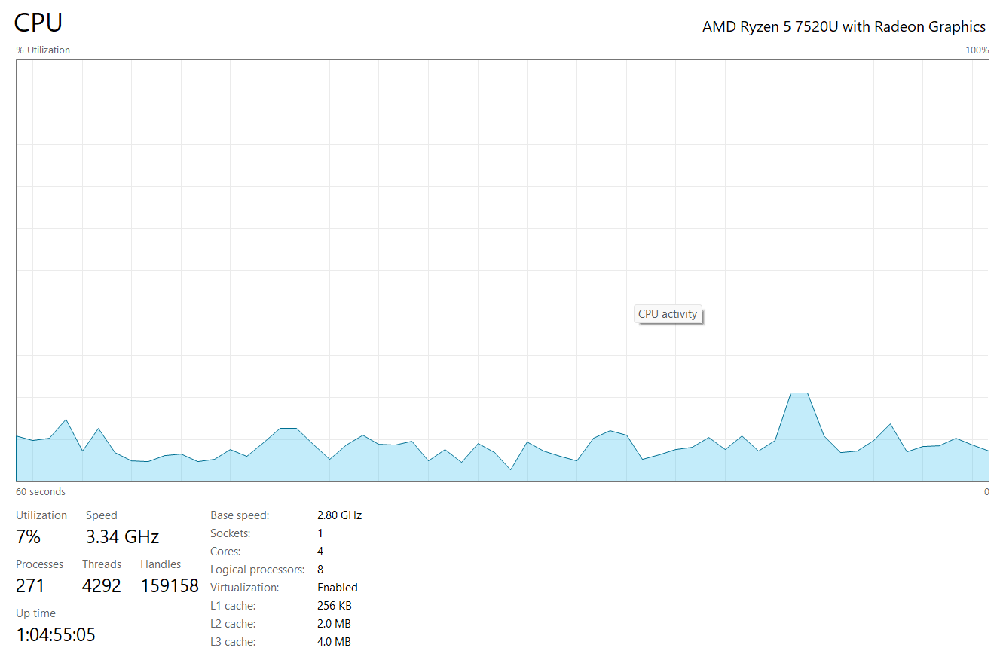 CPU
AMD Ryzen 5 7520U with Radeon Graphics
% Utilization
100%
CPU activity
60 seconds
0
Utilization
Speed
7%
3.34 GHz
Processes
Threads
Handles
271
4292
159158
Up time
1:04:55:05
Base speed: 2.80 GHz
Sockets: 1
Cores: 4
Logical processors: 8
Virtualization: Enabled
L1 cache: 256 KB
L2 cache: 2.0 MB
L3 cache: 4.0 MB